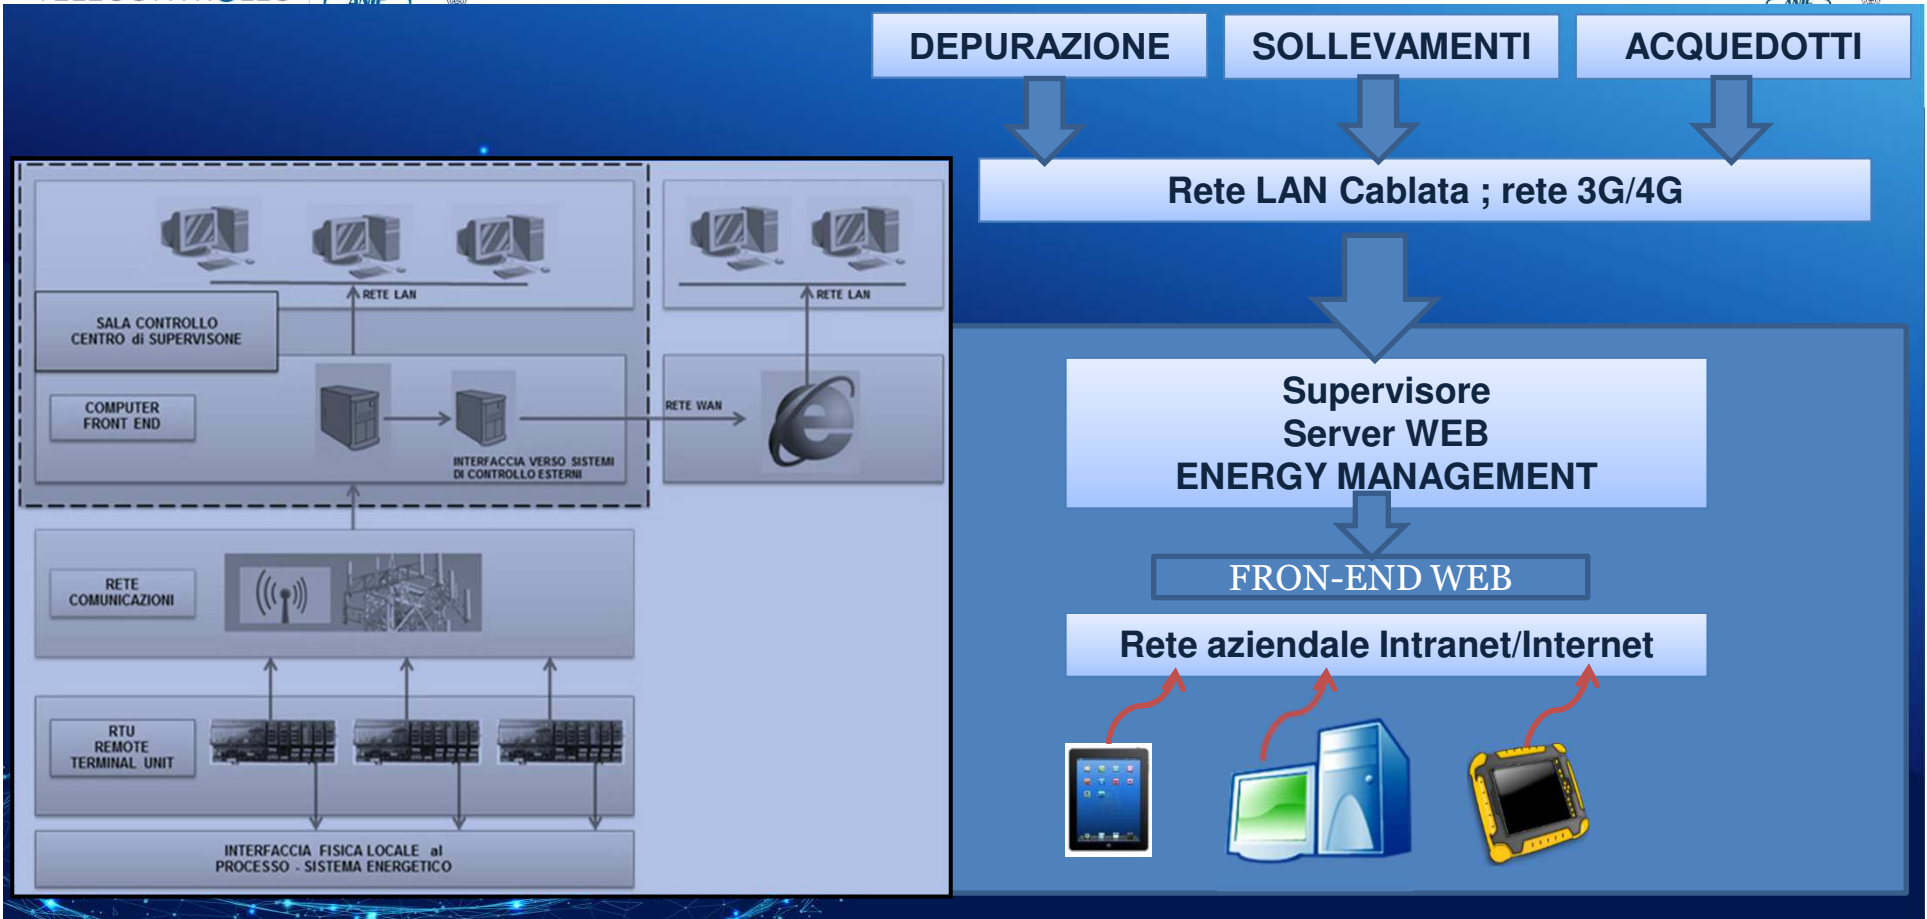 DEPURAZIONE
SOLLEVAMENTI
ACQUEDOTTI
Rete LAN Cablata ; rete 3G/4G
RETE LAN
RETE LAN
SALA CONTROLLO
CENTRO di SUPERVISONE
COMPUTER
FRONT END
RETE WAN
INTERFACCIA VERSO SISTEMI
DI CONTROLLO ESTERNI
RETE
COMUNICAZIONI
RTU
REMOTE
TERMINAL UNIT
INTERFACCIA FISICA LOCALE al
PROCESSO - SISTEMA ENERGETICO
Supervisore
Server WEB
ENERGY MANAGEMENT
FRON-END WEB
Rete aziendale Intranet/Internet